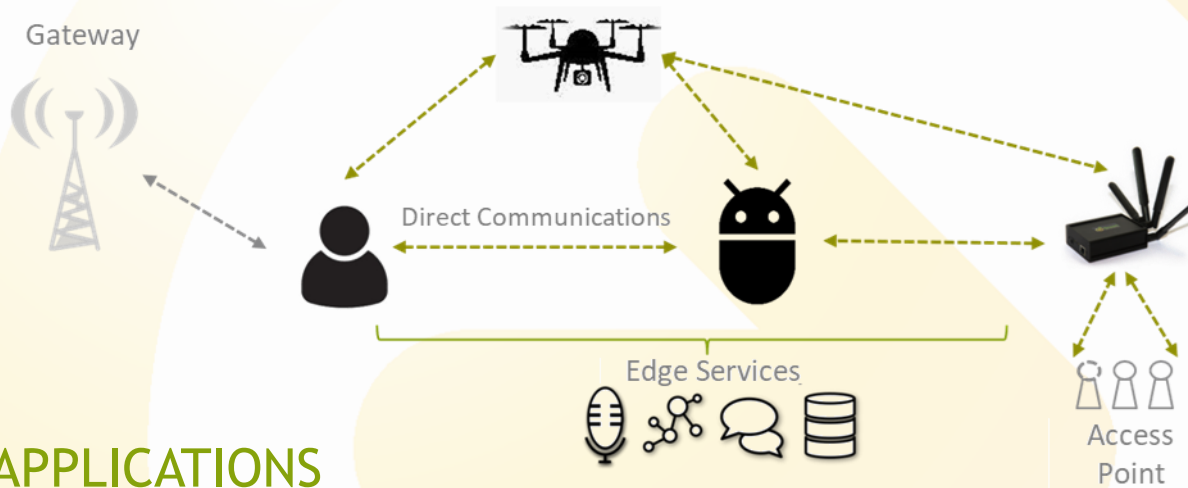 Gateway
Direct Communications
Edge Services
APPLICATIONS
Access
Point